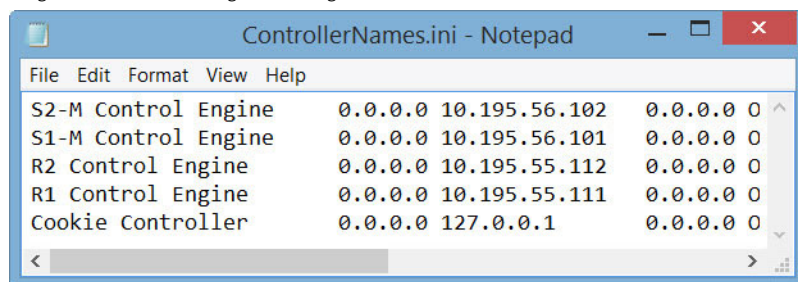 ControllerNames.ini - Notepad
File Edit Format View Help
S2-M Control Engine 0.0.0.0 10.195.56.102 0.0.0.0 O
S1-M Control Engine 0.0.0.0 10.195.56.101 0.0.0.0 O
R2 Control Engine 0.0.0.0 10.195.55.112 0.0.0.0 O
R1 Control Engine 0.0.0.0 10.195.55.111 0.0.0.0 O
Cookie Controller 0.0.0.0 127.0.0.1 0.0.0.0 O